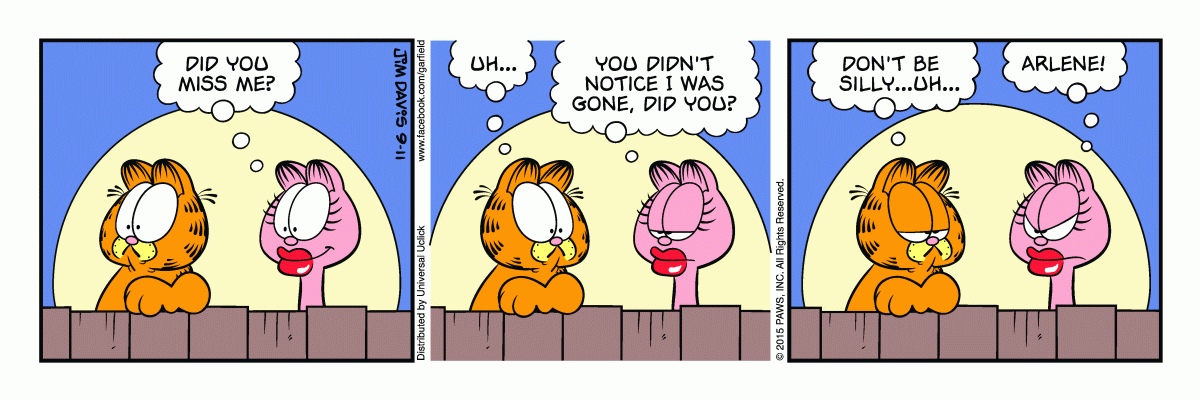 DID YOU
MISS ME?
JIM DAVIS 9-11
www.facebook.com/garfield
Distributed by Universal Uclick
UH...
YOU DIDN'T
NOTICE I WAS
GONE, DID YOU?
© 2015 PAWS, INC. All Rights Reserved.
DON'T BE
SILLY...UH...
ARLENE!